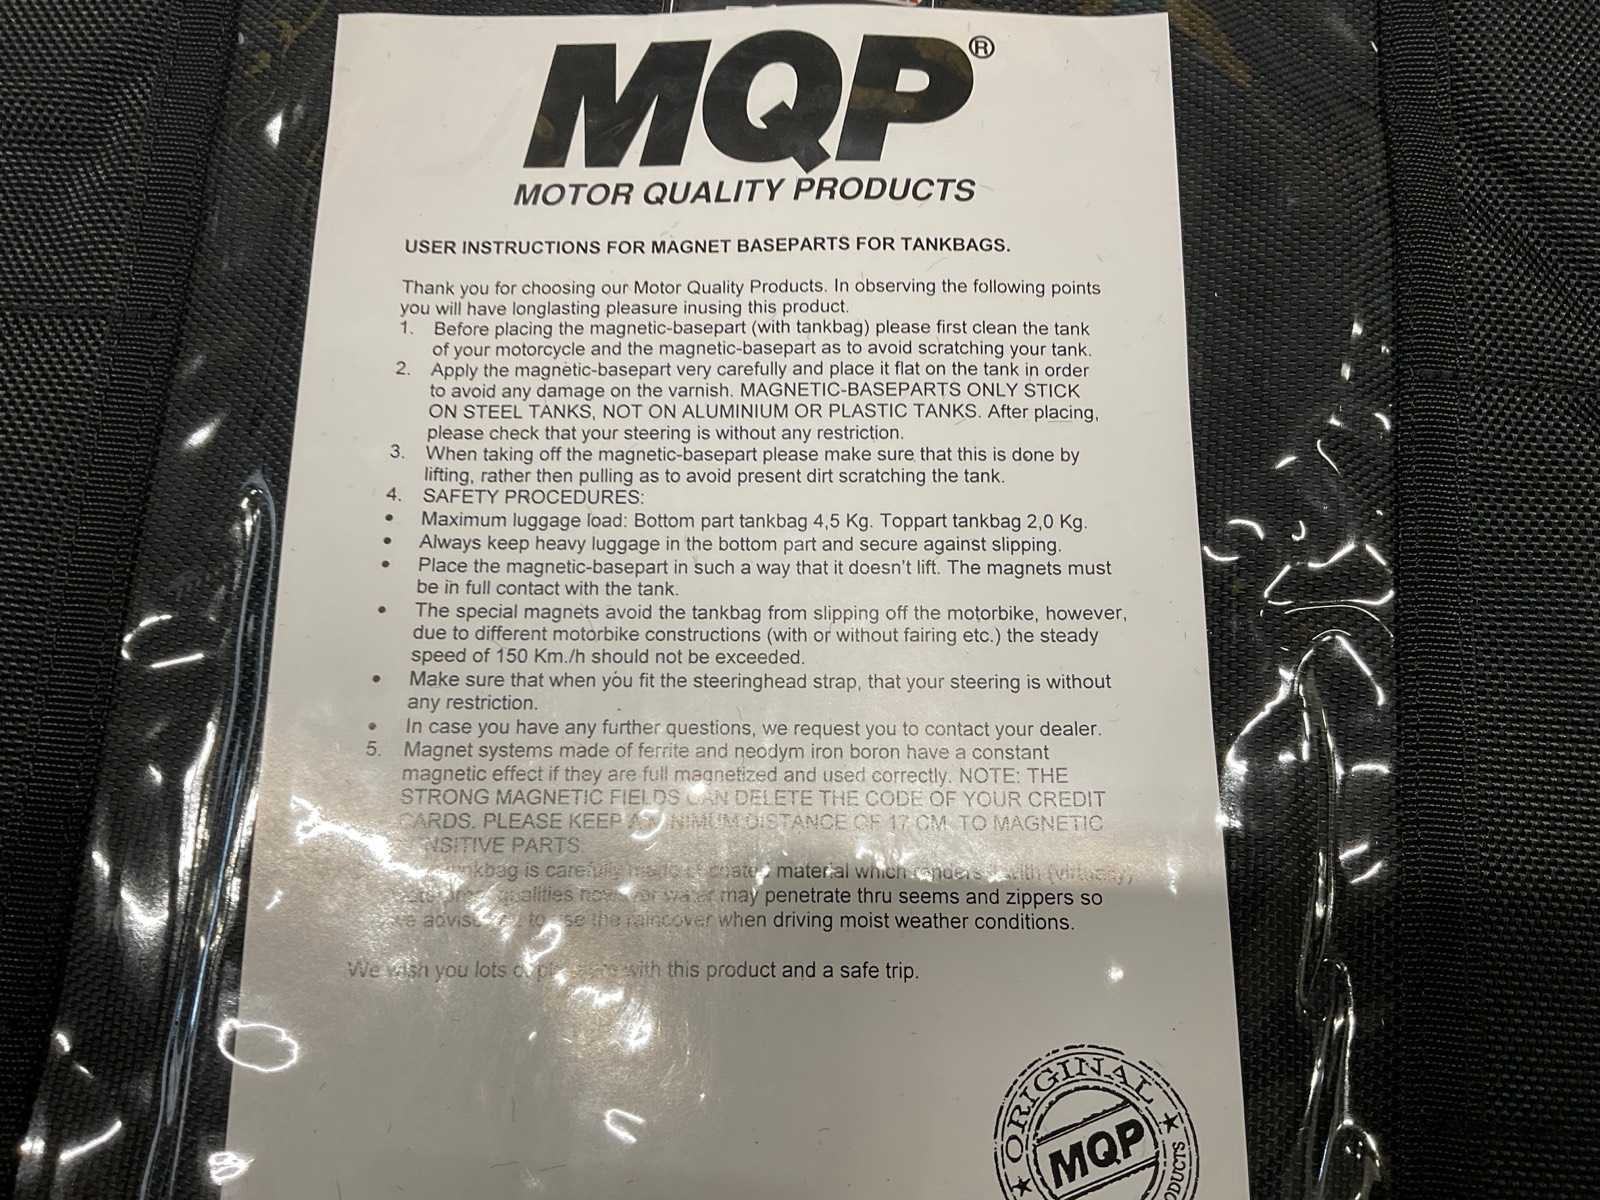 MQP®
MOTOR QUALITY PRODUCTS
USER INSTRUCTIONS FOR MAGNET BASEPARTS FOR TANKBAGS.
Thank you for choosing our Motor Quality Products. In observing the following points
you will have longlasting pleasure inusing this product.
1. Before placing the magnetic-basepart (with tankbag) please first clean the tank
of your motorcycle and the magnetic-basepart as to avoid scratching your tank.
2. Apply the magnetic-basepart very carefully and place it flat on the tank in order
to avoid any damage on the varnish. MAGNETIC-BASEPARTS ONLY STICK
ON STEEL TANKS, NOT ON ALUMINIUM OR PLASTIC TANKS. After placing,
please check that your steering is without any restriction.
3. When taking off the magnetic-basepart please make sure that this is done by
lifting, rather then pulling as to avoid present dirt scratching the tank.
4. SAFETY PROCEDURES:
• Maximum luggage load: Bottom part tankbag 4,5 Kg. Toppart tankbag 2,0 Kg.
• Always keep heavy luggage in the bottom part and secure against slipping.
• Place the magnetic-basepart in such a way that it doesn't lift. The magnets must
be in full contact with the tank.
• The special magnets avoid the tankbag from slipping off the motorbike, however,
due to different motorbike constructions (with or without fairing etc.) the steady
speed of 150 Km./h should not be exceeded.
• Make sure that when you fit the steeringhead strap, that your steering is without
any restriction.
• In case you have any further questions, we request you to contact your dealer.
5. Magnet systems made of ferrite and neodym iron boron have a constant
magnetic effect if they are full magnetized and used correctly. NOTE: THE
STRONG MAGNETIC FIELDS CAN DELETE THE CODE OF YOUR CREDIT
CARDS. PLEASE KEEP DISTANCE OF 17 CM. TO MAGNETIC
PARTS
is carefully made of coated material which
qualities however water may penetrate thru seems and zippers so
to use the raincover when driving moist weather conditions.
We wish you lots of with this product and a safe trip.
ORIGINAL
MQP